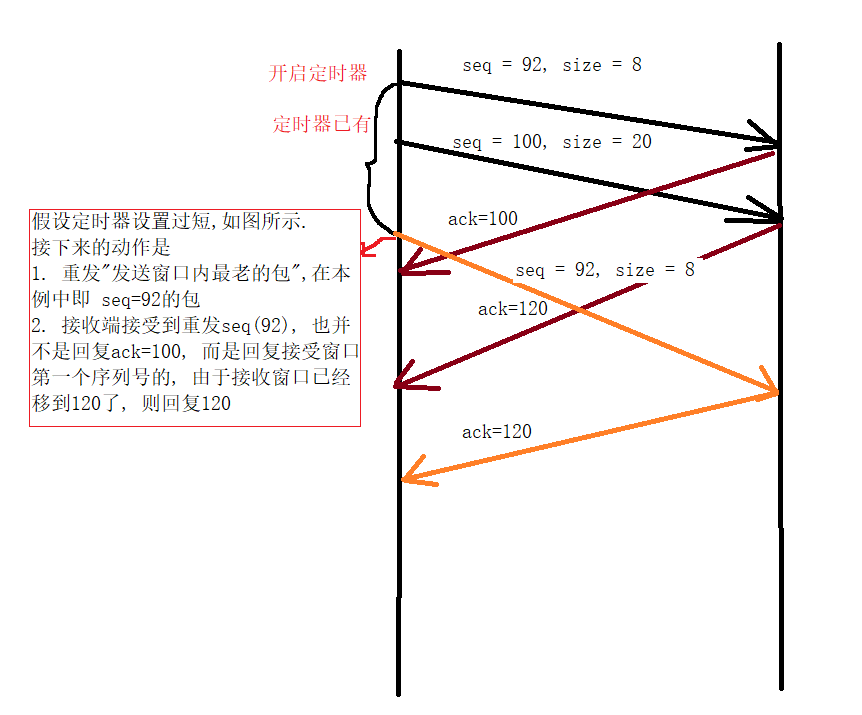 seq = 92, size = 8
开启定时器
定时器已有
seq = 100, size = 20
假设定时器设置过短,如图所示.
接下来的动作是
1. 重发"发送窗口内最老的包",在本
例中即 seq=92的包
2. 接收端接受到重发seq(92), 也并
不是回复ack=100, 而是回复接受窗口
第一个序列号的, 由于接收窗口已经
移到120了, 则回复120
ack=100
seq = 92, size = 8
ack=120
ack=120